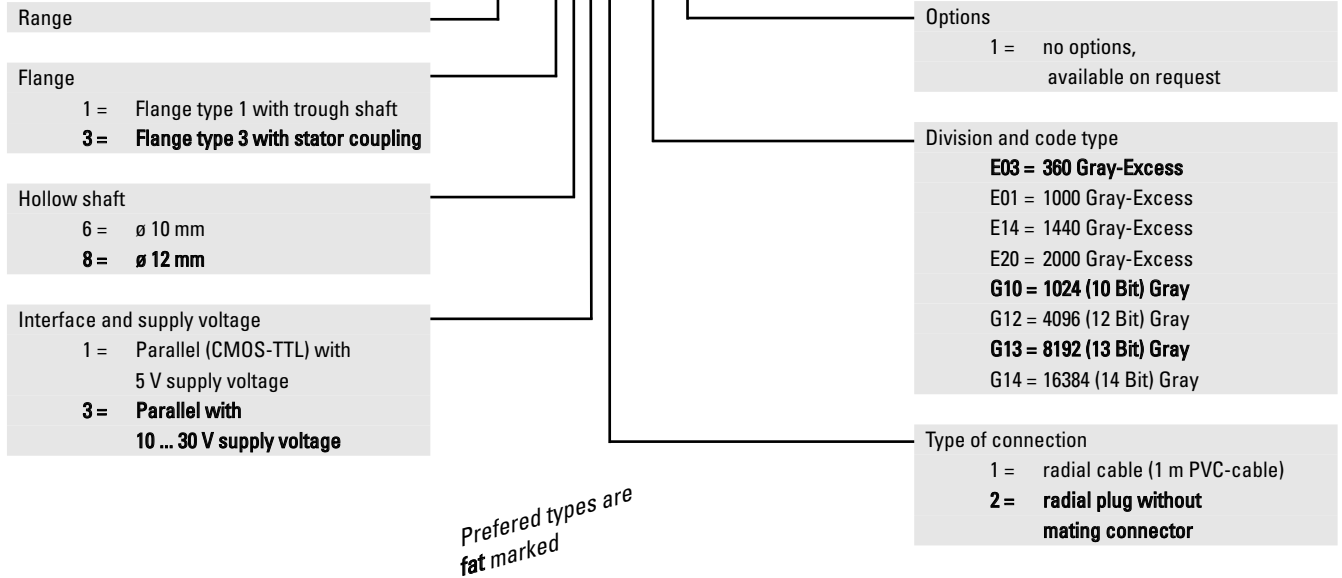 Range
Flange
1 = Flange type 1 with trough shaft
3 = Flange type 3 with stator coupling
Hollow shaft
6 = ø 10 mm
8 = ø 12 mm
Interface and supply voltage
1 = Parallel (CMOS-TTL) with
5 V supply voltage
3 = Parallel with
10 ... 30 V supply voltage
Prefered types are
fat marked
Options
1 = no options,
available on request
Division and code type
E03 = 360 Gray-Excess
E01 = 1000 Gray-Excess
E14 = 1440 Gray-Excess
E20 = 2000 Gray-Excess
G10 = 1024 (10 Bit) Gray
G12 = 4096 (12 Bit) Gray
G13 = 8192 (13 Bit) Gray
G14 = 16384 (14 Bit) Gray
Type of connection
1 = radial cable (1 m PVC-cable)
2 = radial plug without
mating connector